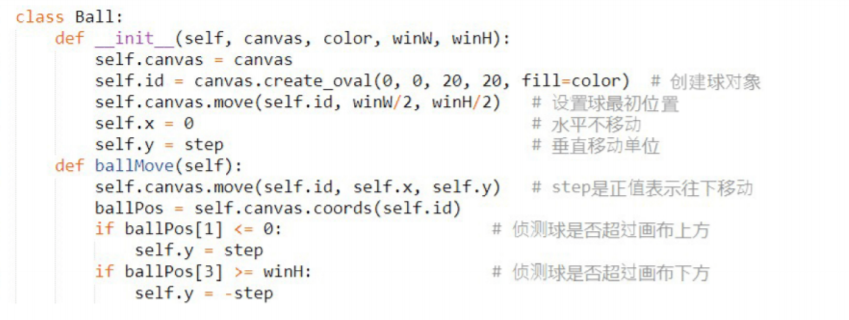 class Ball:
    def __init__(self, canvas, color, winW, winH):
        self.canvas = canvas
        self.id = canvas.create_oval(0, 0, 20, 20, fill=color)  # 创建球对象
        self.canvas.move(self.id, winW/2, winH/2)   # 设置球最初位置
        self.x = 0                                  # 水平不移动
        self.y = step                               # 垂直移动单位
    def ballMove(self):
        self.canvas.move(self.id, self.x, self.y)   # step是正值表示往下移动
        ballPos = self.canvas.coords(self.id)
        if ballPos[1] <= 0:                     # 侦测球是否超过画布上方
            self.y = step
        if ballPos[3] >= winH:                  # 侦测球是否超过画布下方
            self.y = -step